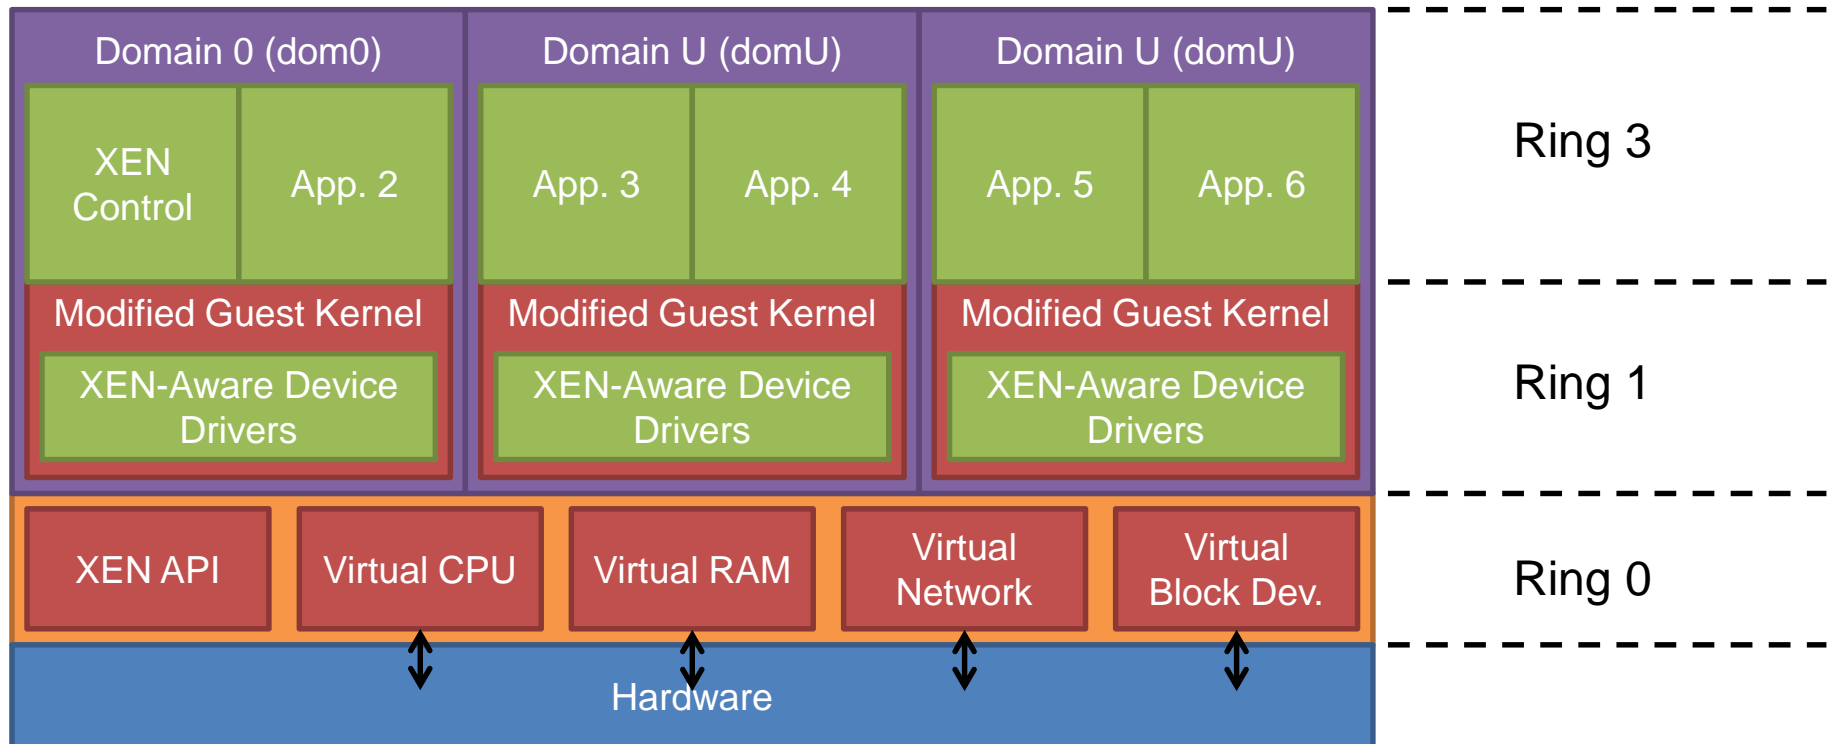 Domain 0 (dom0)
Domain U (domU)
Domain U (domU)
XEN
Control
App. 2
App. 3
App. 4
App. 5
App. 6
Ring 3
Modified Guest Kernel
Modified Guest Kernel
Modified Guest Kernel
XEN-Aware Device
Drivers
XEN-Aware Device
Drivers
XEN-Aware Device
Drivers
Ring 1
XEN API
Virtual CPU
Virtual RAM
Virtual
Network
Virtual
Block Dev.
Ring 0
Hardware